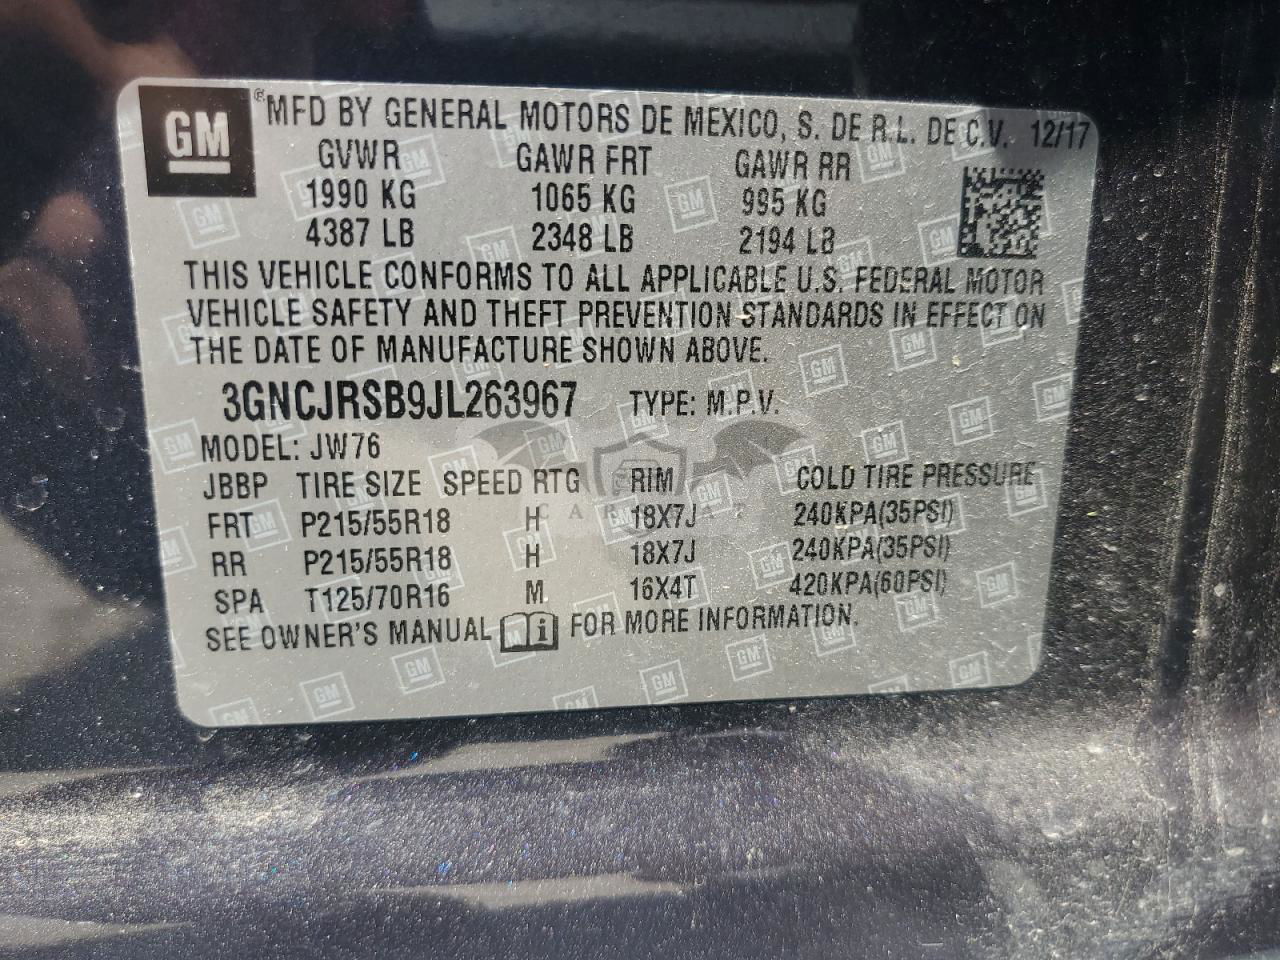 GM ® MFD BY GENERAL MOTORS DE MEXICO, S. DE R.L. DE C.V. 12/17
GVWR GAWR FRT GAWR RR
1990 KG 1065 KG 995 KG
4387 LB 2348 LB 2194 LB
THIS VEHICLE CONFORMS TO ALL APPLICABLE U.S. FEDERAL MOTOR
VEHICLE SAFETY AND THEFT PREVENTION STANDARDS IN EFFECT ON
THE DATE OF MANUFACTURE SHOWN ABOVE.
3GNCJRSB9JL263967 TYPE: M.P.V.
MODEL: JW76
JBBP TIRE SIZE SPEED RTG RIM COLD TIRE PRESSURE
FRT P215/55R18 H 18X7J 240KPA(35PSI)
RR P215/55R18 H 18X7J 240KPA(35PSI)
SPA T125/70R16 M 16X4T 420KPA(60PSI)
SEE OWNER'S MANUAL i FOR MORE INFORMATION.